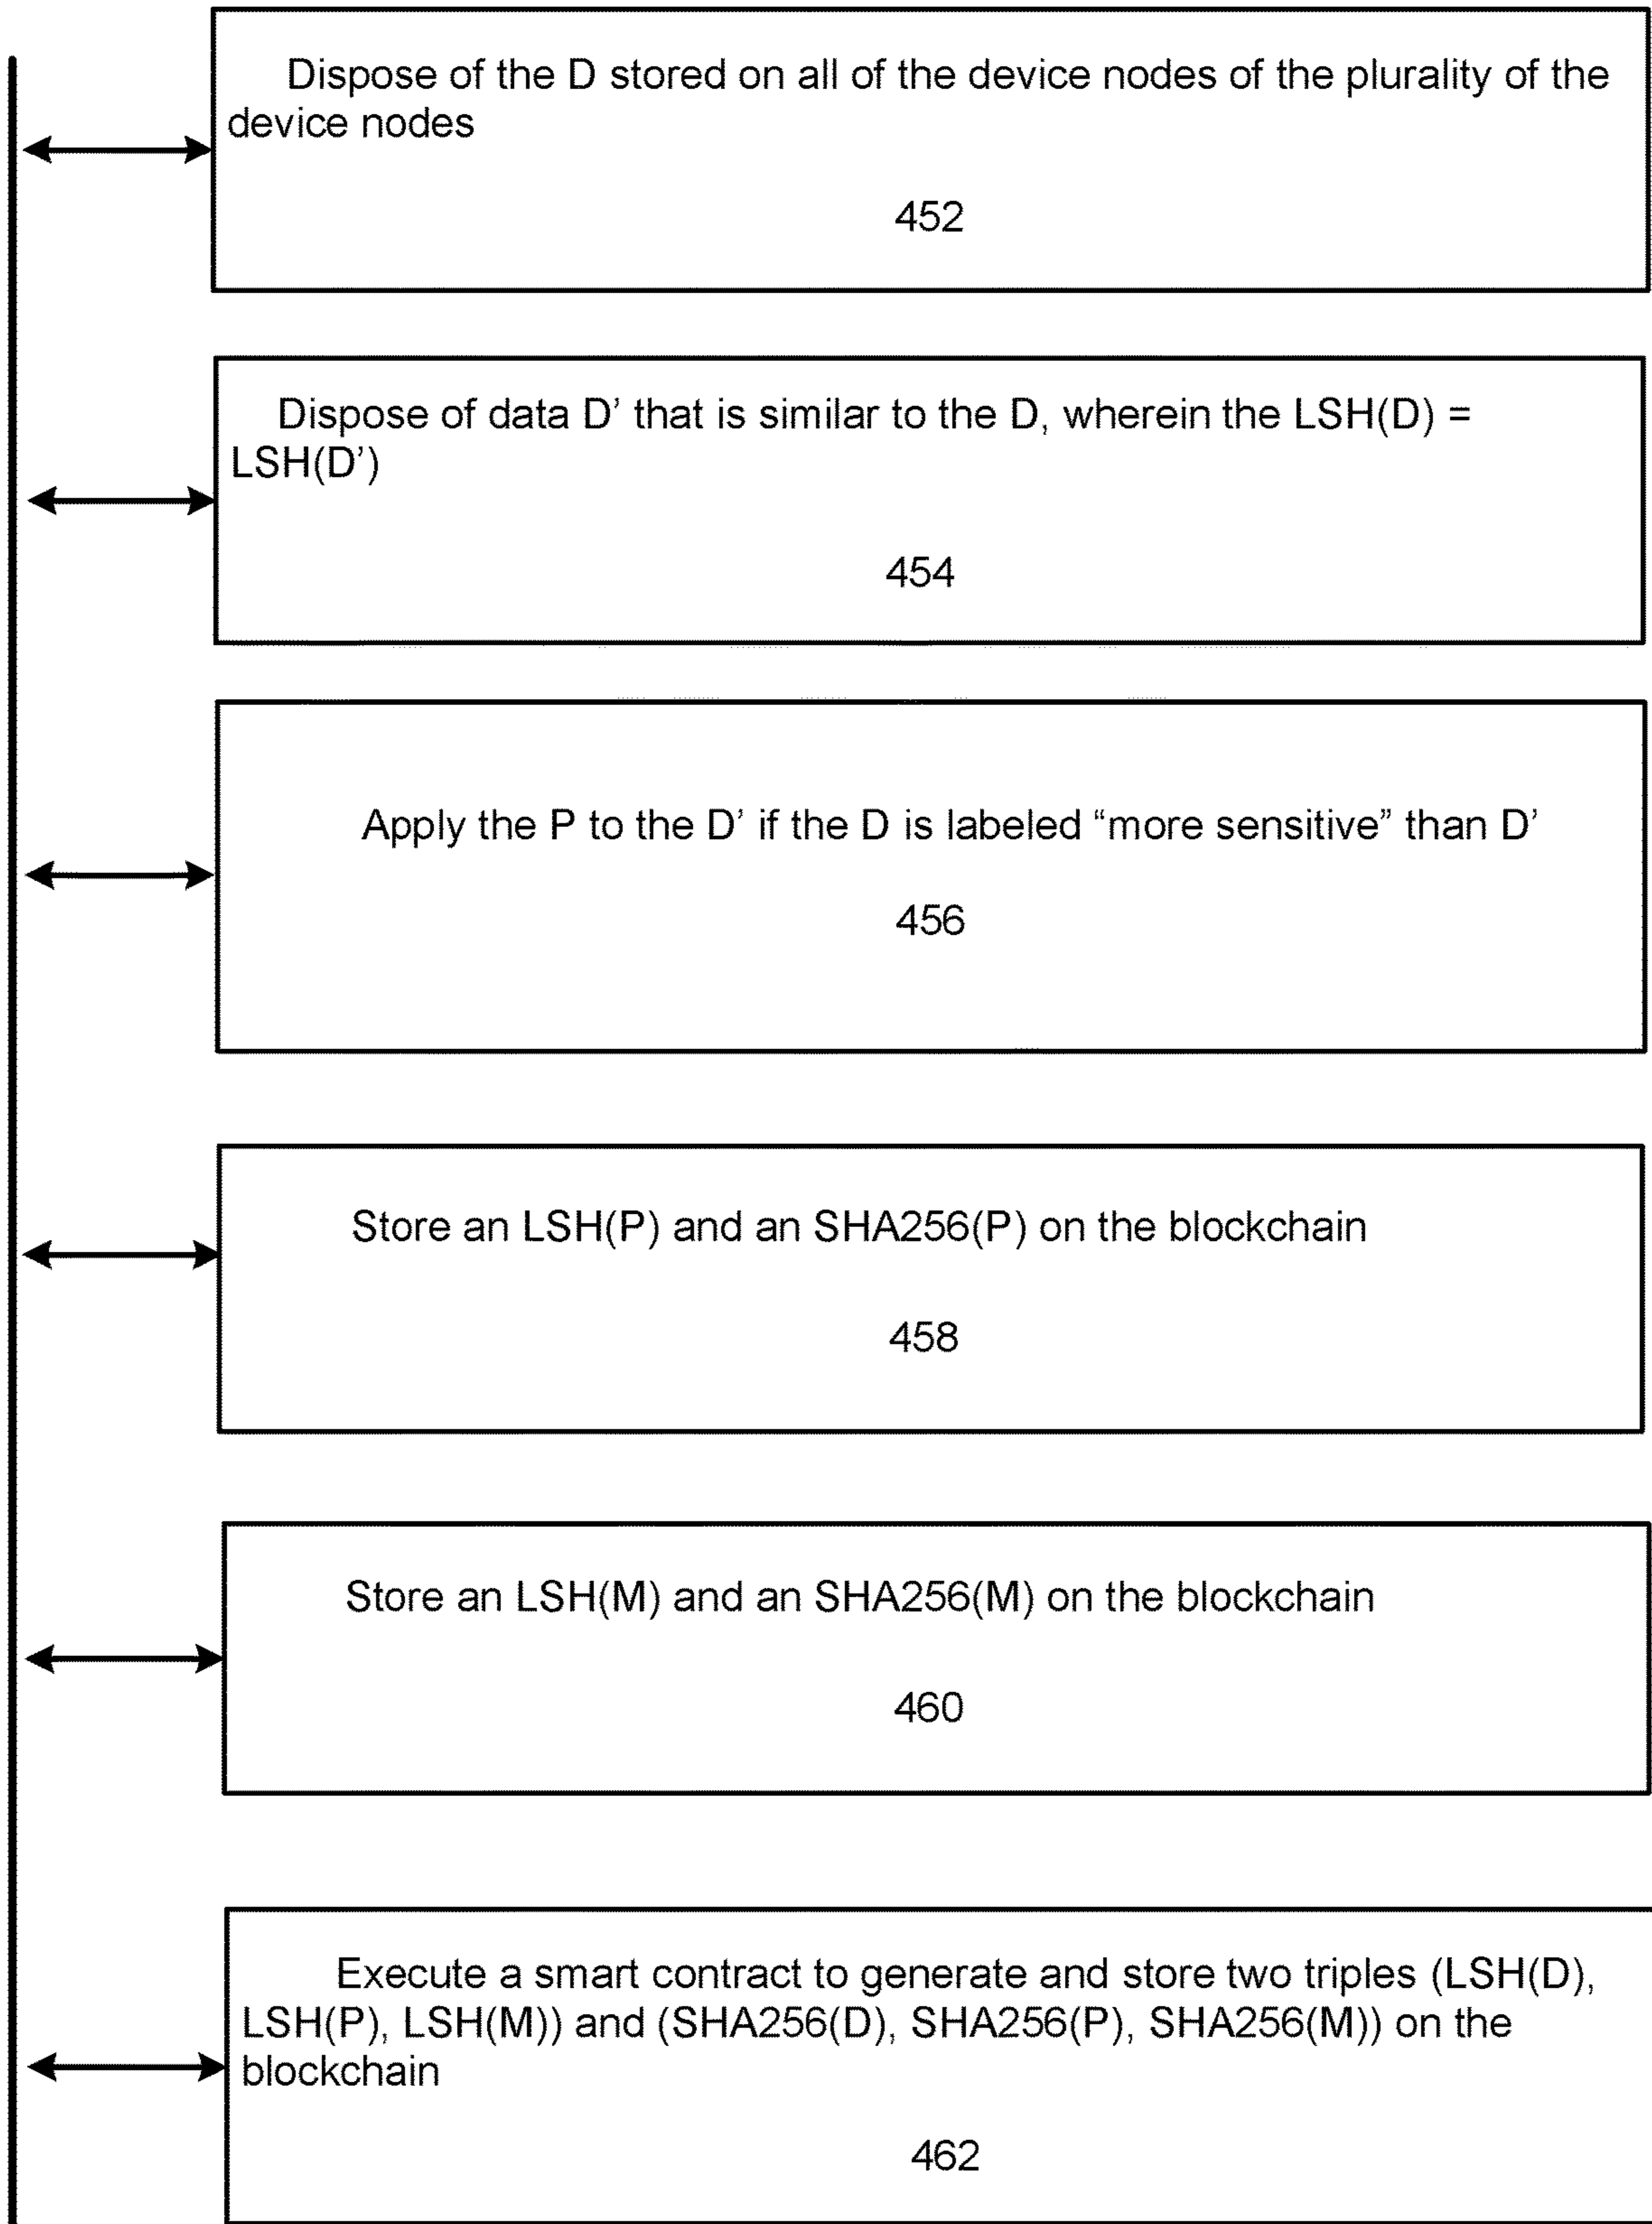 Dispose of the D stored on all of the device nodes of the plurality of the
device nodes
452
Dispose of data D’ that is similar to the D, wherein the LSH(D) =
LSH(D’)
454
Apply the P to the D’ if the D is labeled “more sensitive” than D’
456
Store an LSH(P) and an SHA256(P) on the blockchain
458
Store an LSH(M) and an SHA256(M) on the blockchain
460
Execute a smart contract to generate and store two triples (LSH(D),
LSH(P), LSH(M)) and (SHA256(D), SHA256(P), SHA256(M)) on the
blockchain
462